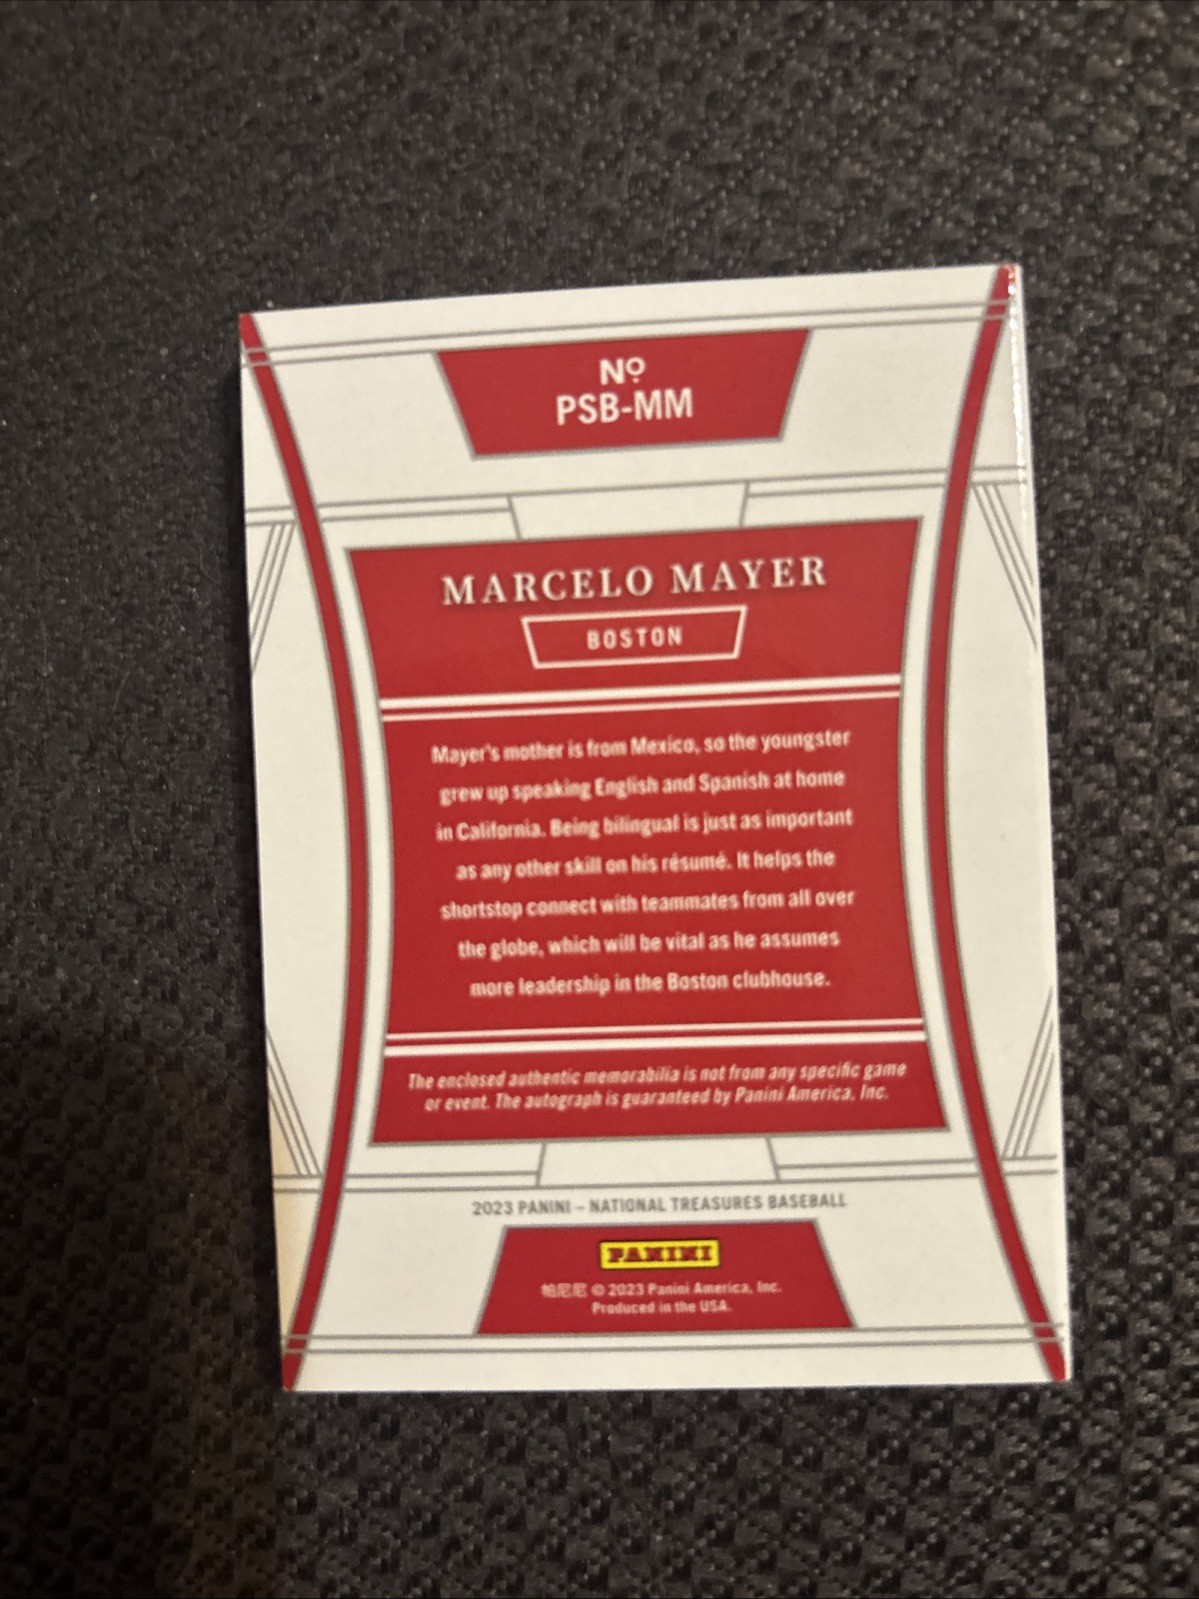 Nº
PSB-MM
MARCELO MAYER
BOSTON
Mayer's mother is from Mexico, so the youngster
grew up speaking English and Spanish at home
in California. Being bilingual is just as important
as any other skill on his résumé. It helps the
shortstop connect with teammates from all over
the globe, which will be vital as he assumes
more leadership in the Boston clubhouse.
The enclosed authentic memorabilia is not from any specific game
or event. The autograph is guaranteed by Panini America, Inc.
2023 PANINI – NATIONAL TREASURES BASEBALL
PANINI
帕尼尼 © 2023 Panini America, Inc.
Produced in the USA.